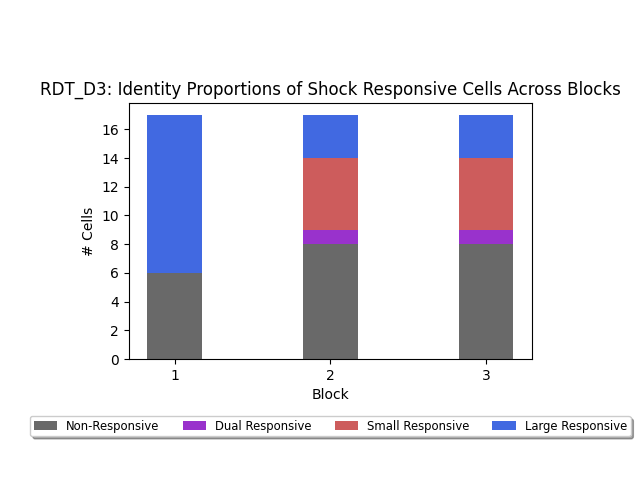 RDT_D3: Identity Proportions of Shock Responsive Cells Across Blocks
# Cells
16
14
12
10
8
6
4
2
0
1 2 3
Block
Non-Responsive Dual Responsive Small Responsive Large Responsive